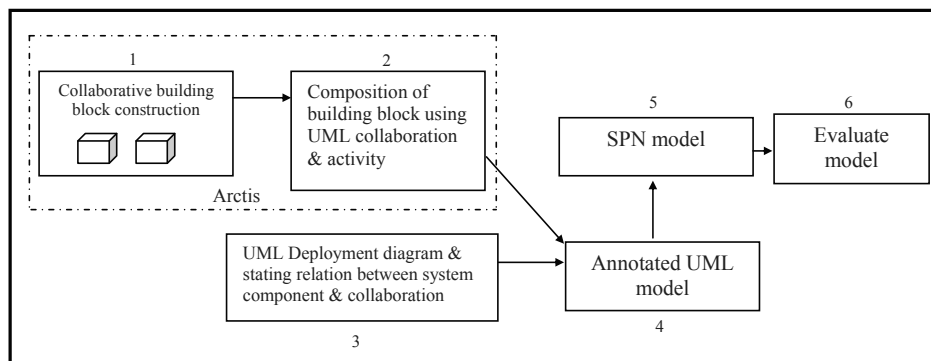 1
Collaborative building
block construction
2
Composition of
building block using
UML collaboration
& activity
Arctis
UML Deployment diagram &
stating relation between system
component & collaboration
3
Annotated UML
model
4
5
SPN model
6
Evaluate
model